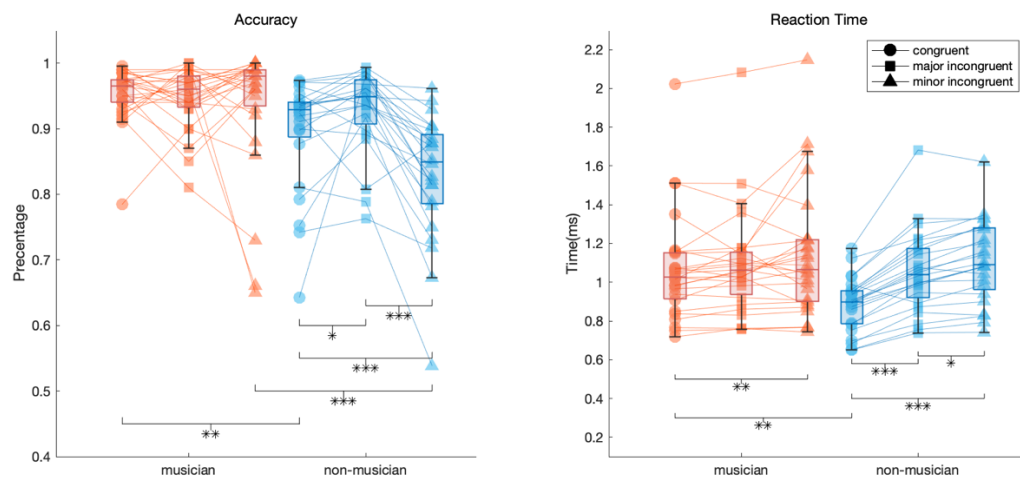 Accuracy
Precentage
1
0.9
0.8
0.7
0.6
0.5
0.4
*
***
***
***
**
musician
non-musician
Reaction Time
congruent
major incongruent
minor incongruent
Time(ms)
2.2
2
1.8
1.6
1.4
1.2
1.0
0.8
0.6
0.4
0.2
***
*
**
***
**
musician
non-musician